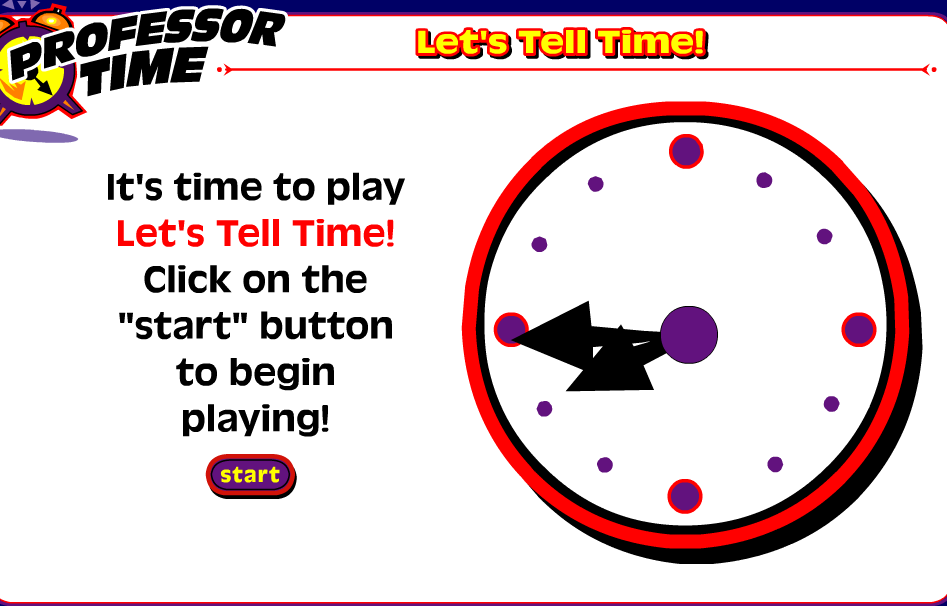 PROFESSOR
TIME
Let's Tell Time!
It's time to play
Let's Tell Time!
Click on the
"start" button
to begin
playing!
start